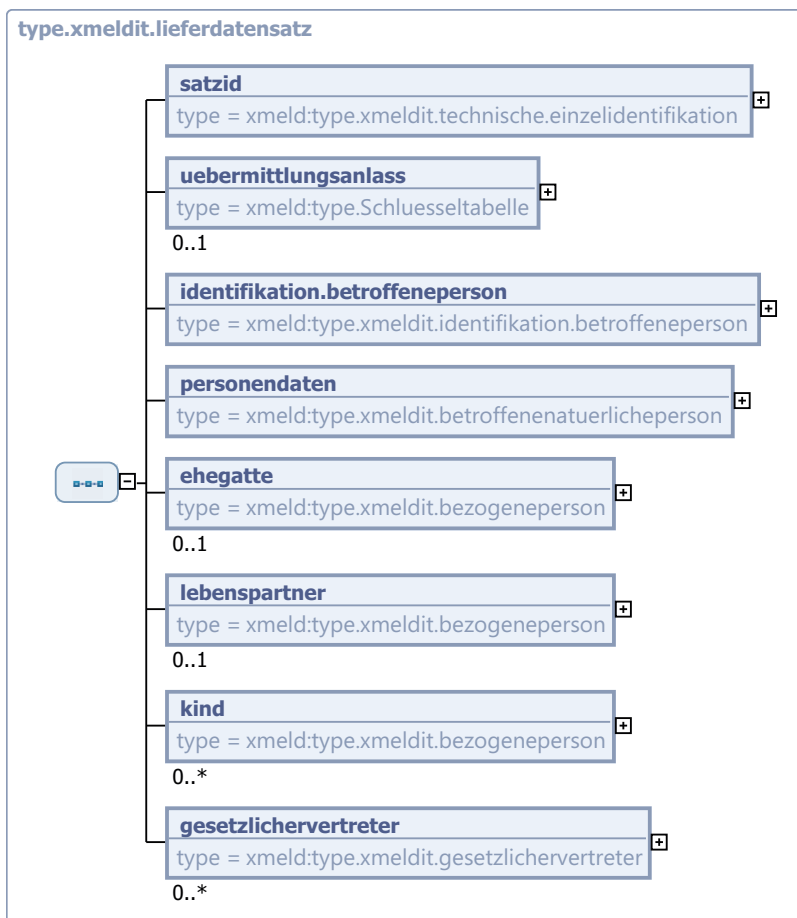 type.xmeldit.lieferdatensatz
satzid
type = xmeld:type.xmeldit.technische.einzelidentifikation
uebermittlungsanlass
type = xmeld:type.Schluesseltabelle
0..1
identifikation.betroffeneperson
type = xmeld:type.xmeldit.identifikation.betroffeneperson
personendaten
type = xmeld:type.xmeldit.betroffenenatuerlicheperson
ehegatte
type = xmeld:type.xmeldit.bezogeneperson
0..1
lebenspartner
type = xmeld:type.xmeldit.bezogeneperson
0..1
kind
type = xmeld:type.xmeldit.bezogeneperson
0..*
gesetzlichervertreter
type = xmeld:type.xmeldit.gesetzlichervertreter
0..*